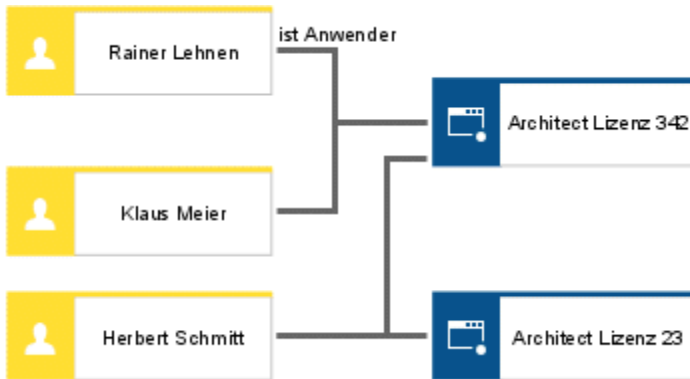 Rainer Lehnen
ist Anwender
Architect Lizenz 342
Klaus Meier
Herbert Schmitt
Architect Lizenz 23